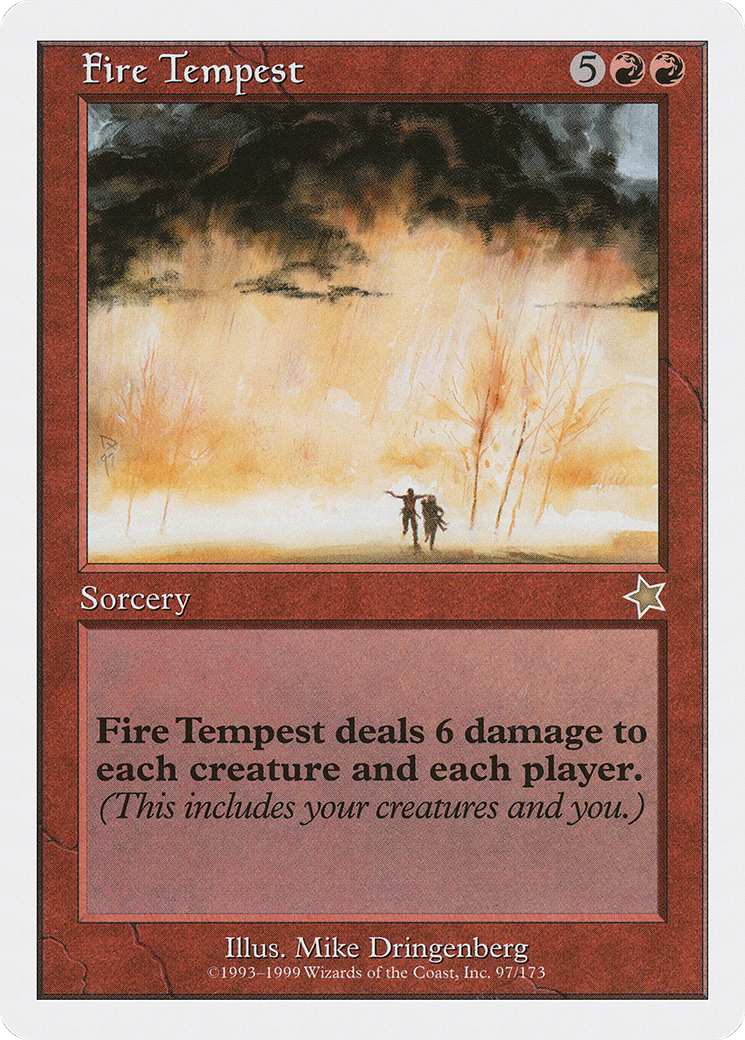 Fire Tempest 5
D
97
Sorcery
Fire Tempest deals 6 damage to
each creature and each player.
(This includes your creatures and you.)
Illus. Mike Dringenberg
©1993–1999 Wizards of the Coast, Inc. 97/173